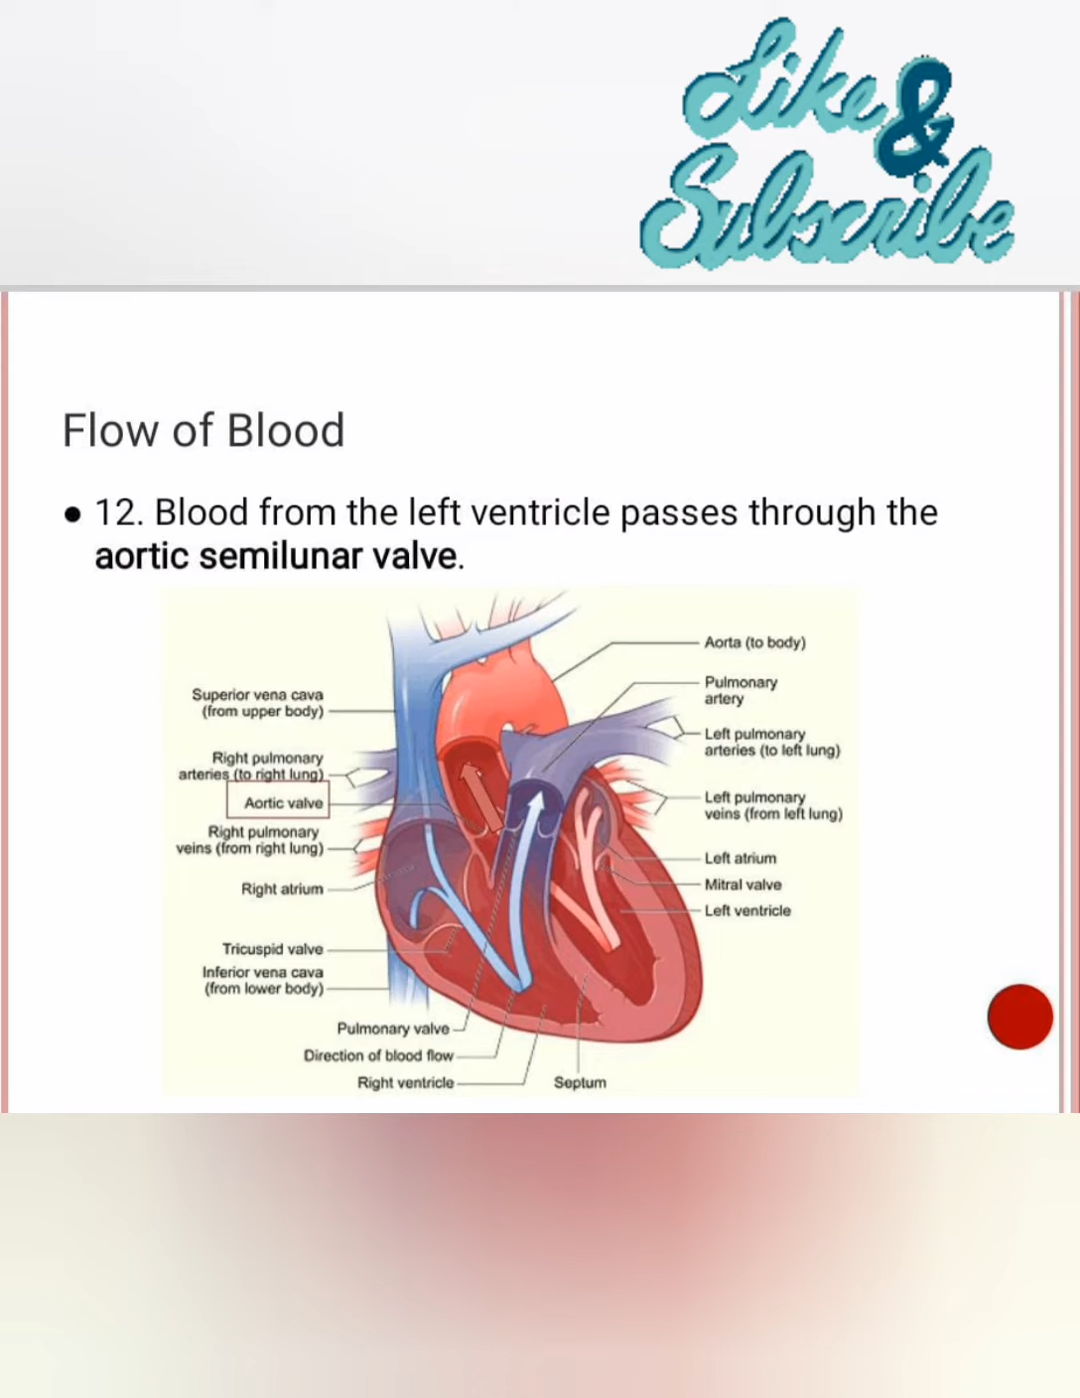 Like &
Subscribe
Flow of Blood
● 12. Blood from the left ventricle passes through the
aortic semilunar valve.
Superior vena cava
(from upper body)
Right pulmonary
arteries (to right lung)
Aortic valve
Right pulmonary
veins (from right lung)
Right atrium
Tricuspid valve
Inferior vena cava
(from lower body)
Pulmonary valve
Direction of blood flow
Right ventricle
Septum
Aorta (to body)
Pulmonary
artery
Left pulmonary
arteries (to left lung)
Left pulmonary
veins (from left lung)
Left atrium
Mitral valve
Left ventricle